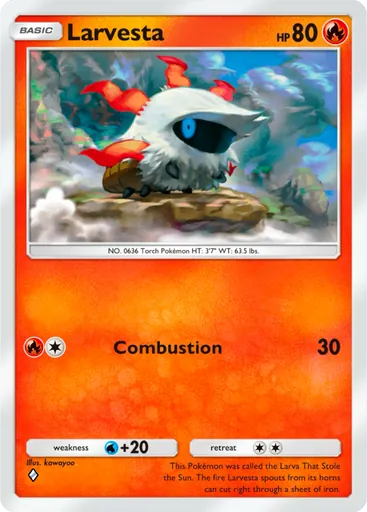 BASIC Larvesta HP 80
NO. 0636 Torch Pokémon HT: 3'7" WT: 63.5 lbs.
Combustion 30
weakness +20 retreat
Illus. kawayoo
This Pokémon was called the Larva That Stole
the Sun. The fire Larvesta spouts from its horns
can cut right through a sheet of iron.